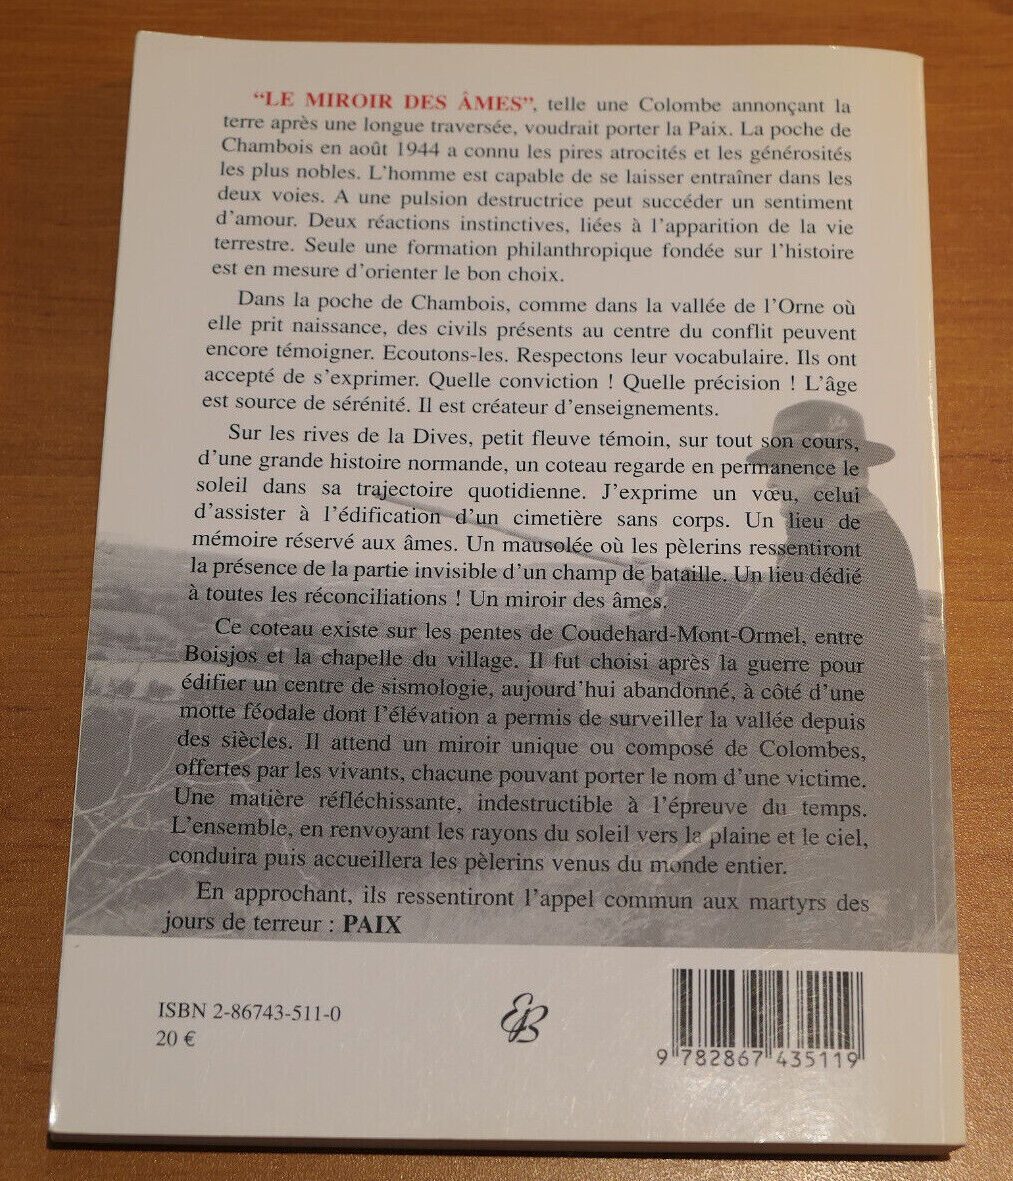 “LE MIROIR DES ÂMES”, telle une Colombe annonçant la
terre après une longue traversée, voudrait porter la Paix. La poche de
Chambois en août 1944 a connu les pires atrocités et les générosités
les plus nobles. L’homme est capable de se laisser entraîner dans les
deux voies. A une pulsion destructrice peut succéder un sentiment
d’amour. Deux réactions instinctives, liées à l’apparition de la vie
terrestre. Seule une formation philanthropique fondée sur l’histoire
est en mesure d’orienter le bon choix.
Dans la poche de Chambois, comme dans la vallée de l’Orne où
elle prit naissance, des civils présents au centre du conflit peuvent
encore témoigner. Ecoutons-les. Respectons leur vocabulaire. Ils ont
accepté de s’exprimer. Quelle conviction ! Quelle précision ! L’âge
est source de sérénité. Il est créateur d’enseignements.
Sur les rives de la Dives, petit fleuve témoin, sur tout son cours,
d’une grande histoire normande, un coteau regarde en permanence le
soleil dans sa trajectoire quotidienne. J’exprime un vœu, celui
d’assister à l’édification d’un cimetière sans corps. Un lieu de
mémoire réservé aux âmes. Un mausolée où les pèlerins ressentiront
la présence de la partie invisible d’un champ de bataille. Un lieu dédié
à toutes les réconciliations ! Un miroir des âmes.
Ce coteau existe sur les pentes de Coudehard-Mont-Ormel, entre
Boisjos et la chapelle du village. Il fut choisi après la guerre pour
édifier un centre de sismologie, aujourd’hui abandonné, à côté d’une
motte féodale dont l’élévation a permis de surveiller la vallée depuis
des siècles. Il attend un miroir unique ou composé de Colombes,
offertes par les vivants, chacune pouvant porter le nom d’une victime.
Une matière réfléchissante, indestructible à l’épreuve du temps.
L’ensemble, en renvoyant les rayons du soleil vers la plaine et le ciel,
conduira puis accueillera les pèlerins venus du monde entier.
En approchant, ils ressentiront l’appel commun aux martyrs des
jours de terreur : PAIX
ISBN 2-86743-511-0
20 €
EB
9 782867 435119